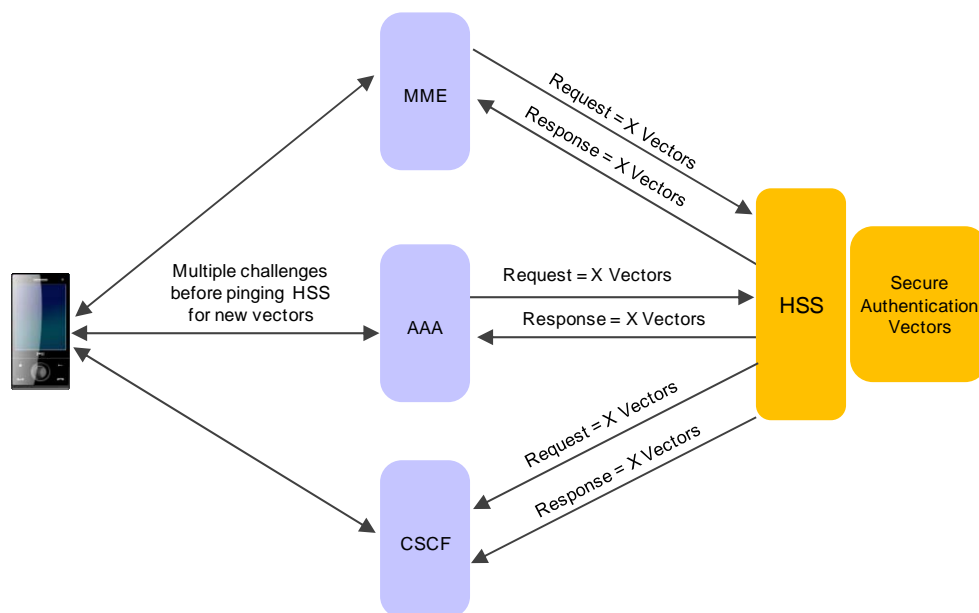 MME
Request = X Vectors
Response = X Vectors
Multiple challenges
before pinging HSS
for new vectors
AAA
Request = X Vectors
Response = X Vectors
HSS
Secure
Authentication
Vectors
Request = X Vectors
Response = X Vectors
CSCF